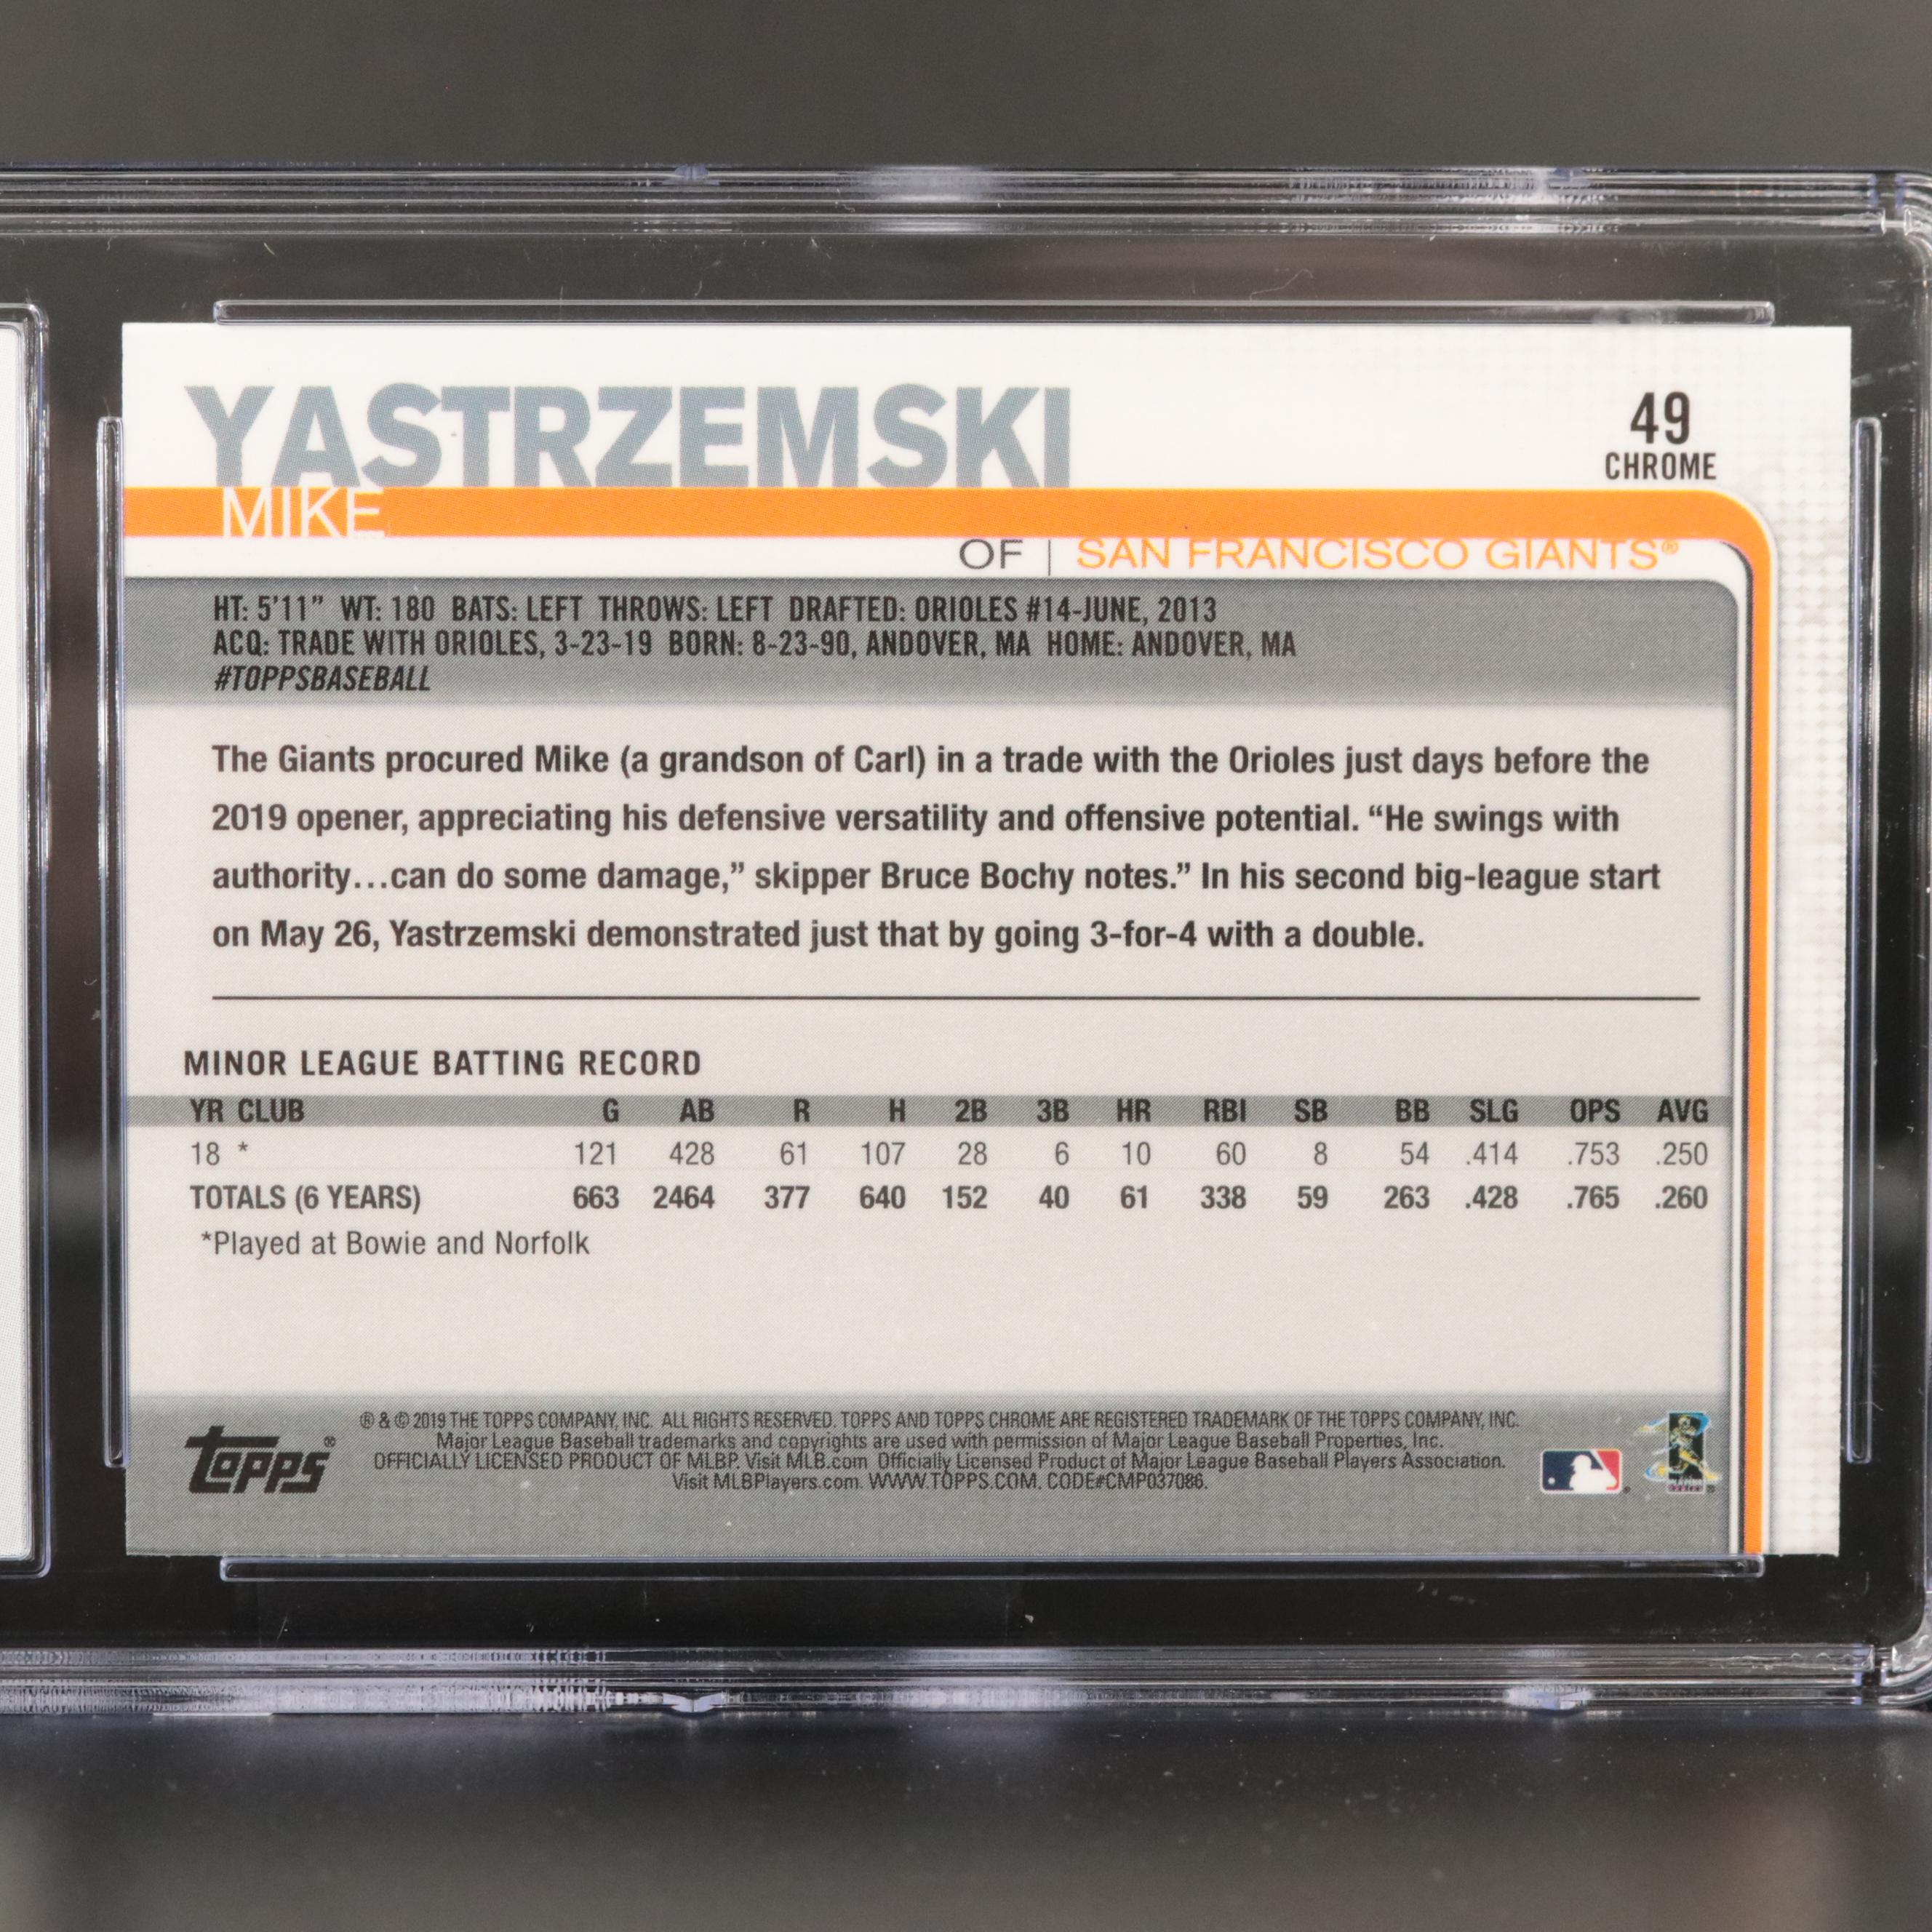 YASTRZEMSKI
49
CHROME
MIKE
OF | SAN FRANCISCO GIANTS®
HT: 5'11” WT: 180 BATS: LEFT THROWS: LEFT DRAFTED: ORIOLES #14-JUNE, 2013
ACQ: TRADE WITH ORIOLES, 3-23-19 BORN: 8-23-90, ANDOVER, MA HOME: ANDOVER, MA
#TOPPSBASEBALL
The Giants procured Mike (a grandson of Carl) in a trade with the Orioles just days before the
2019 opener, appreciating his defensive versatility and offensive potential. “He swings with
authority…can do some damage,” skipper Bruce Bochy notes.” In his second big-league start
on May 26, Yastrzemski demonstrated just that by going 3-for-4 with a double.
MINOR LEAGUE BATTING RECORD
YR CLUB G AB R H 2B 3B HR RBI SB BB SLG OPS AVG
18 * 121 428 61 107 28 6 10 60 8 54 .414 .753 .250
TOTALS (6 YEARS) 663 2464 377 640 152 40 61 338 59 263 .428 .765 .260
*Played at Bowie and Norfolk
topps®
® & © 2019 THE TOPPS COMPANY, INC. ALL RIGHTS RESERVED. TOPPS AND TOPPS CHROME ARE REGISTERED TRADEMARK OF THE TOPPS COMPANY, INC.
Major League Baseball trademarks and copyrights are used with permission of Major League Baseball Properties, Inc.
OFFICIALLY LICENSED PRODUCT OF MLBP. Visit MLB.com Officially Licensed Product of Major League Baseball Players Association.
Visit MLBPlayers.com. WWW.TOPPS.COM. CODE#CMP037086.